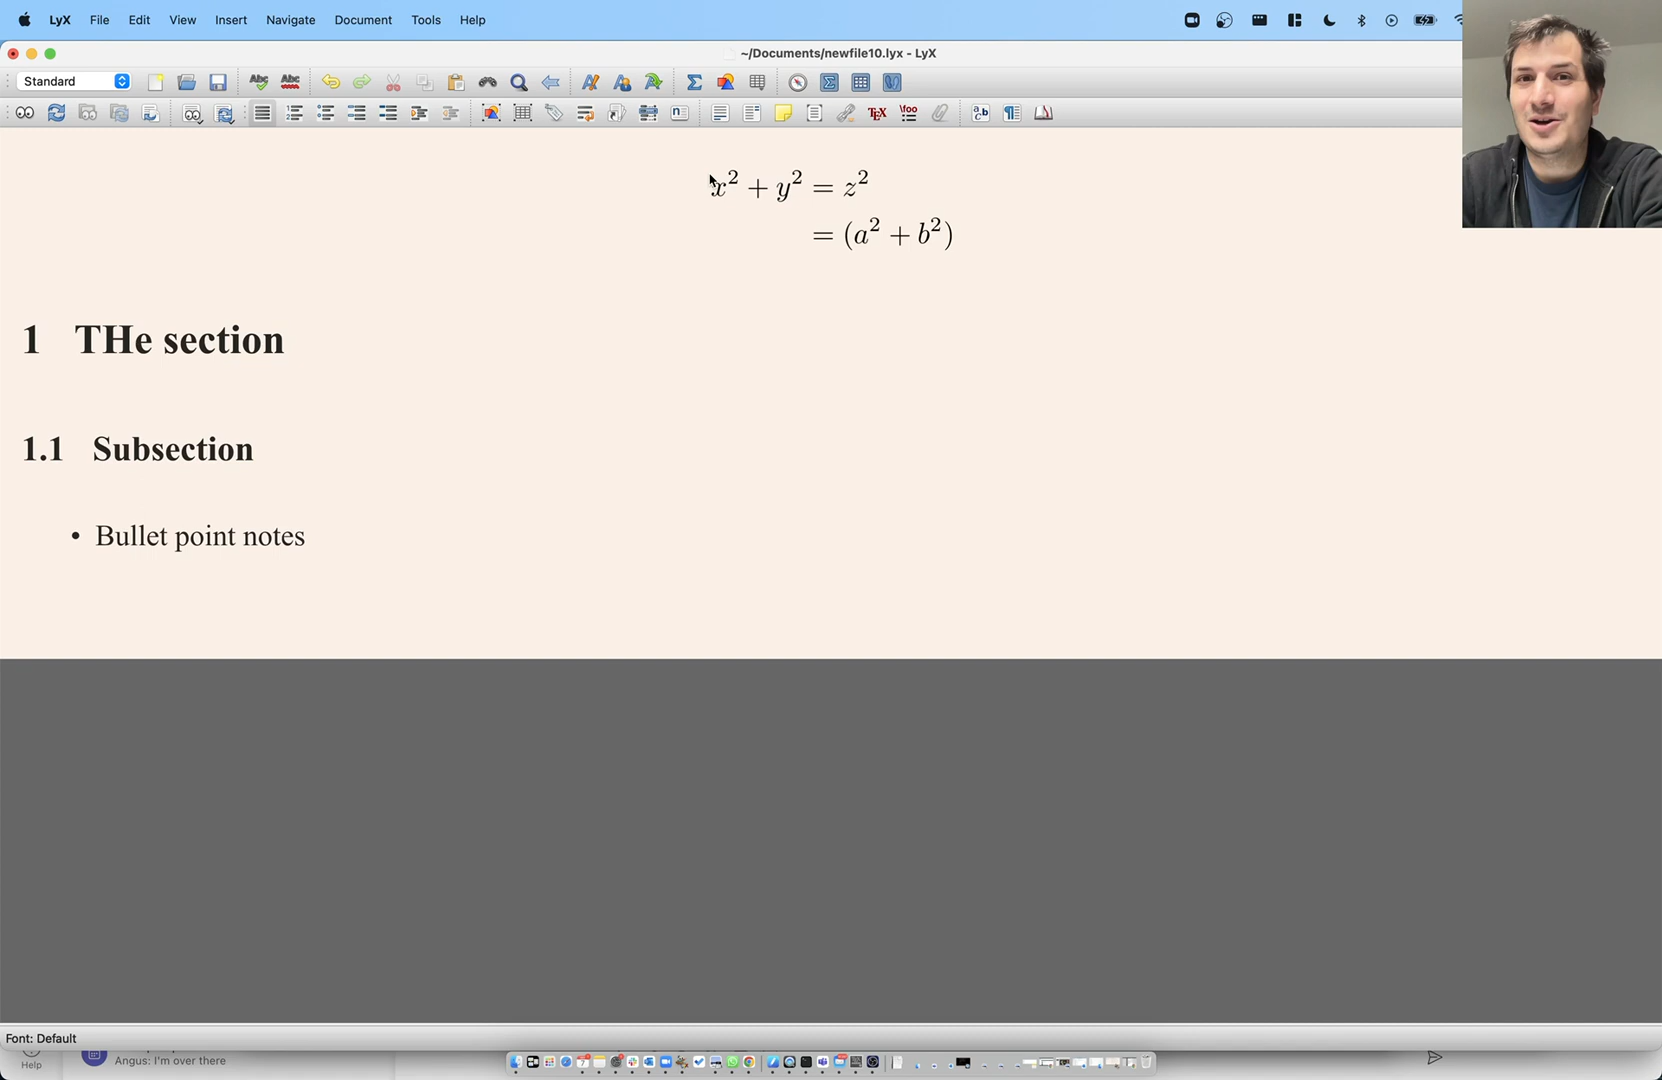 LyX File Edit View Insert Navigate Document Tools Help
~/Documents/newfile10.lyx - LyX
Standard
x² + y² = z²
= (a² + b²)
1 THe section
1.1 Subsection
• Bullet point notes
Font: Default
Help
Angus: I'm over there